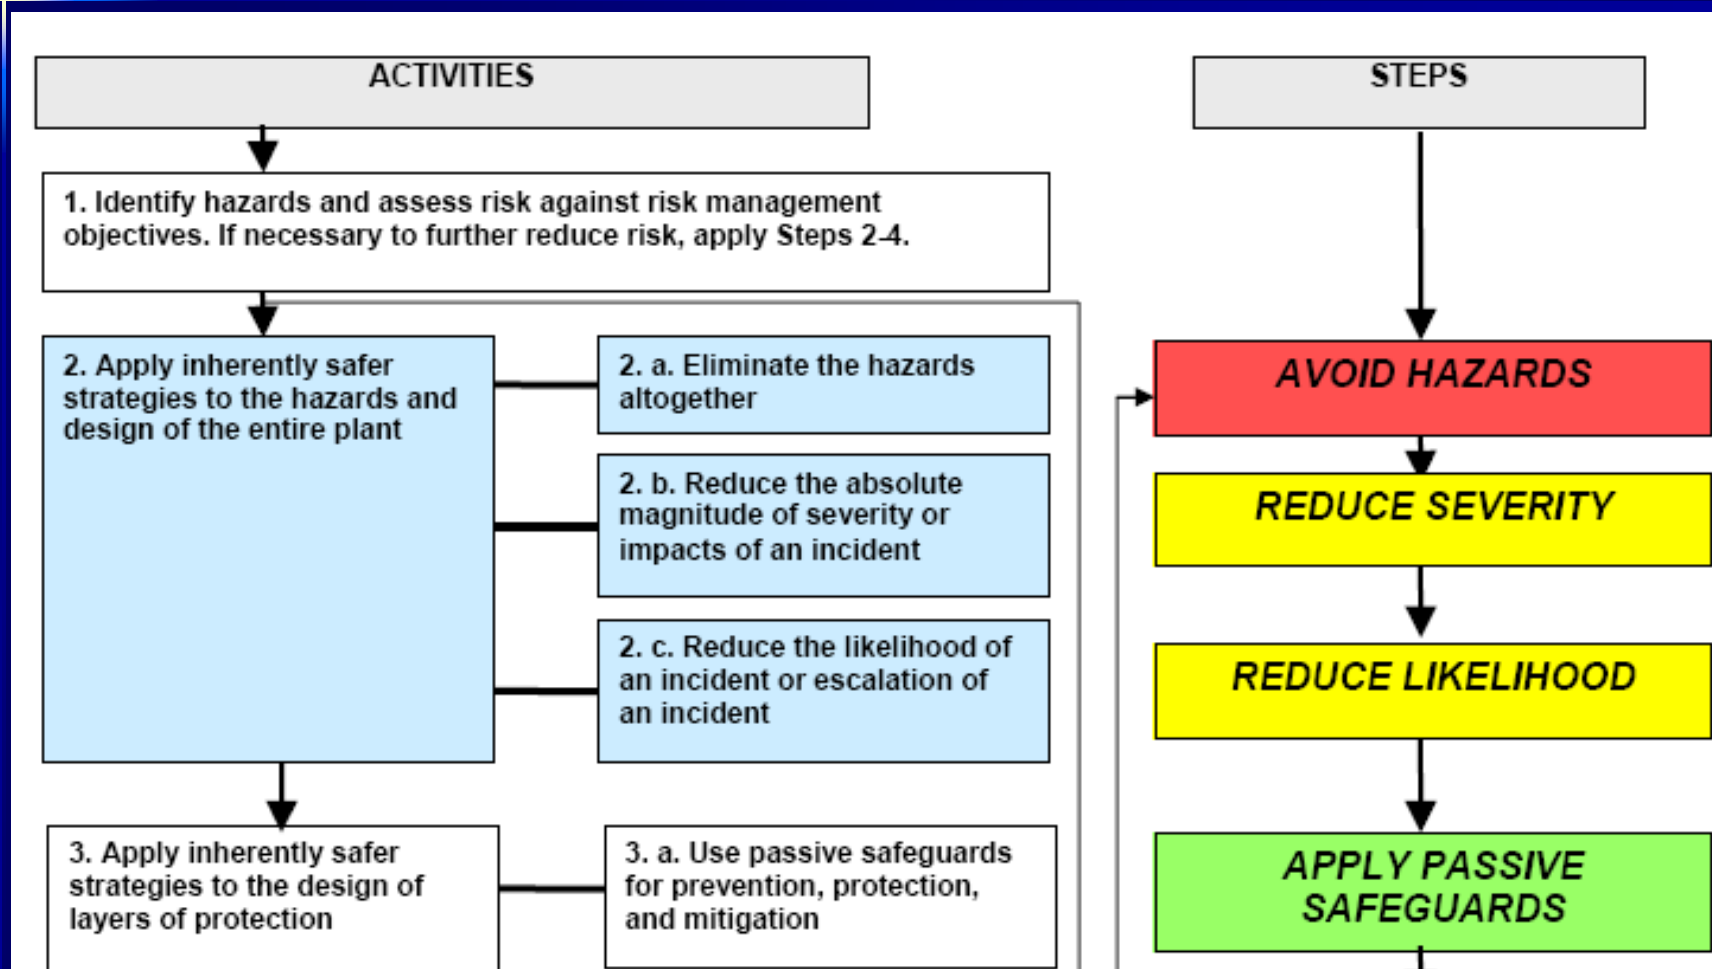 ACTIVITIES
STEPS
1. Identify hazards and assess risk against risk management
objectives. If necessary to further reduce risk, apply Steps 2-4.
2. Apply inherently safer
strategies to the hazards and
design of the entire plant
2. a. Eliminate the hazards
altogether
2. b. Reduce the absolute
magnitude of severity or
impacts of an incident
2. c. Reduce the likelihood of
an incident or escalation of
an incident
3. Apply inherently safer
strategies to the design of
layers of protection
3. a. Use passive safeguards
for prevention, protection,
and mitigation
AVOID HAZARDS
REDUCE SEVERITY
REDUCE LIKELIHOOD
APPLY PASSIVE
SAFEGUARDS